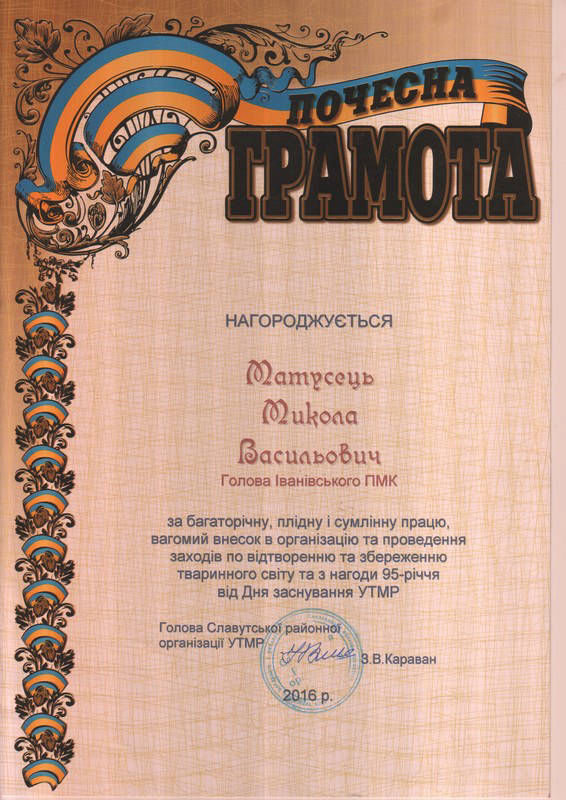 ПОЧЕСНА
ГРАМОТА
НАГОРОДЖУЄТЬСЯ
Матусець
Микола
Васильович
Голова Іванівського ПМК
за багаторічну, плідну і сумлінну працю,
вагомий внесок в організацію та проведення
заходів по відтворенню та збереженню
тваринного світу та з нагоди 95-річчя
від Дня заснування УТМР
Голова Славутської районної
організації УТМР
З.В.Караван
2016 р.